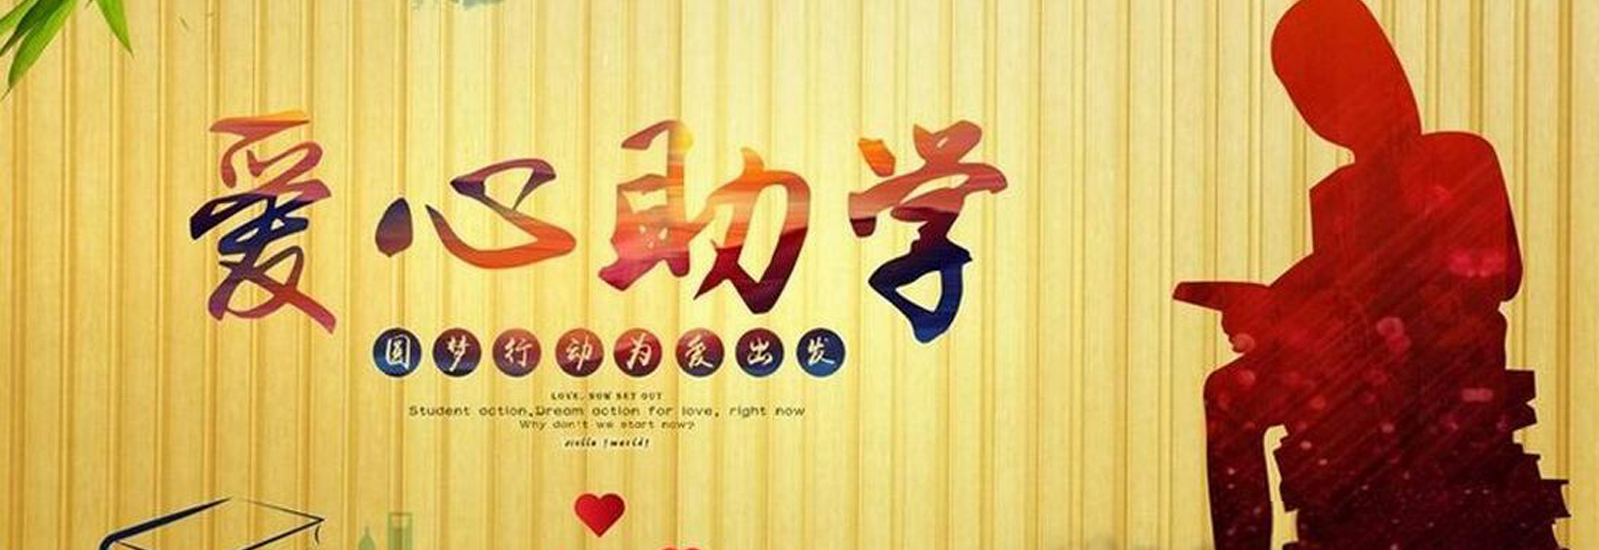 爱心助学
圆梦行动为爱出发
LOVE, NOW SET OUT
Student action,Dream action for love, right now
Why don't we start now?